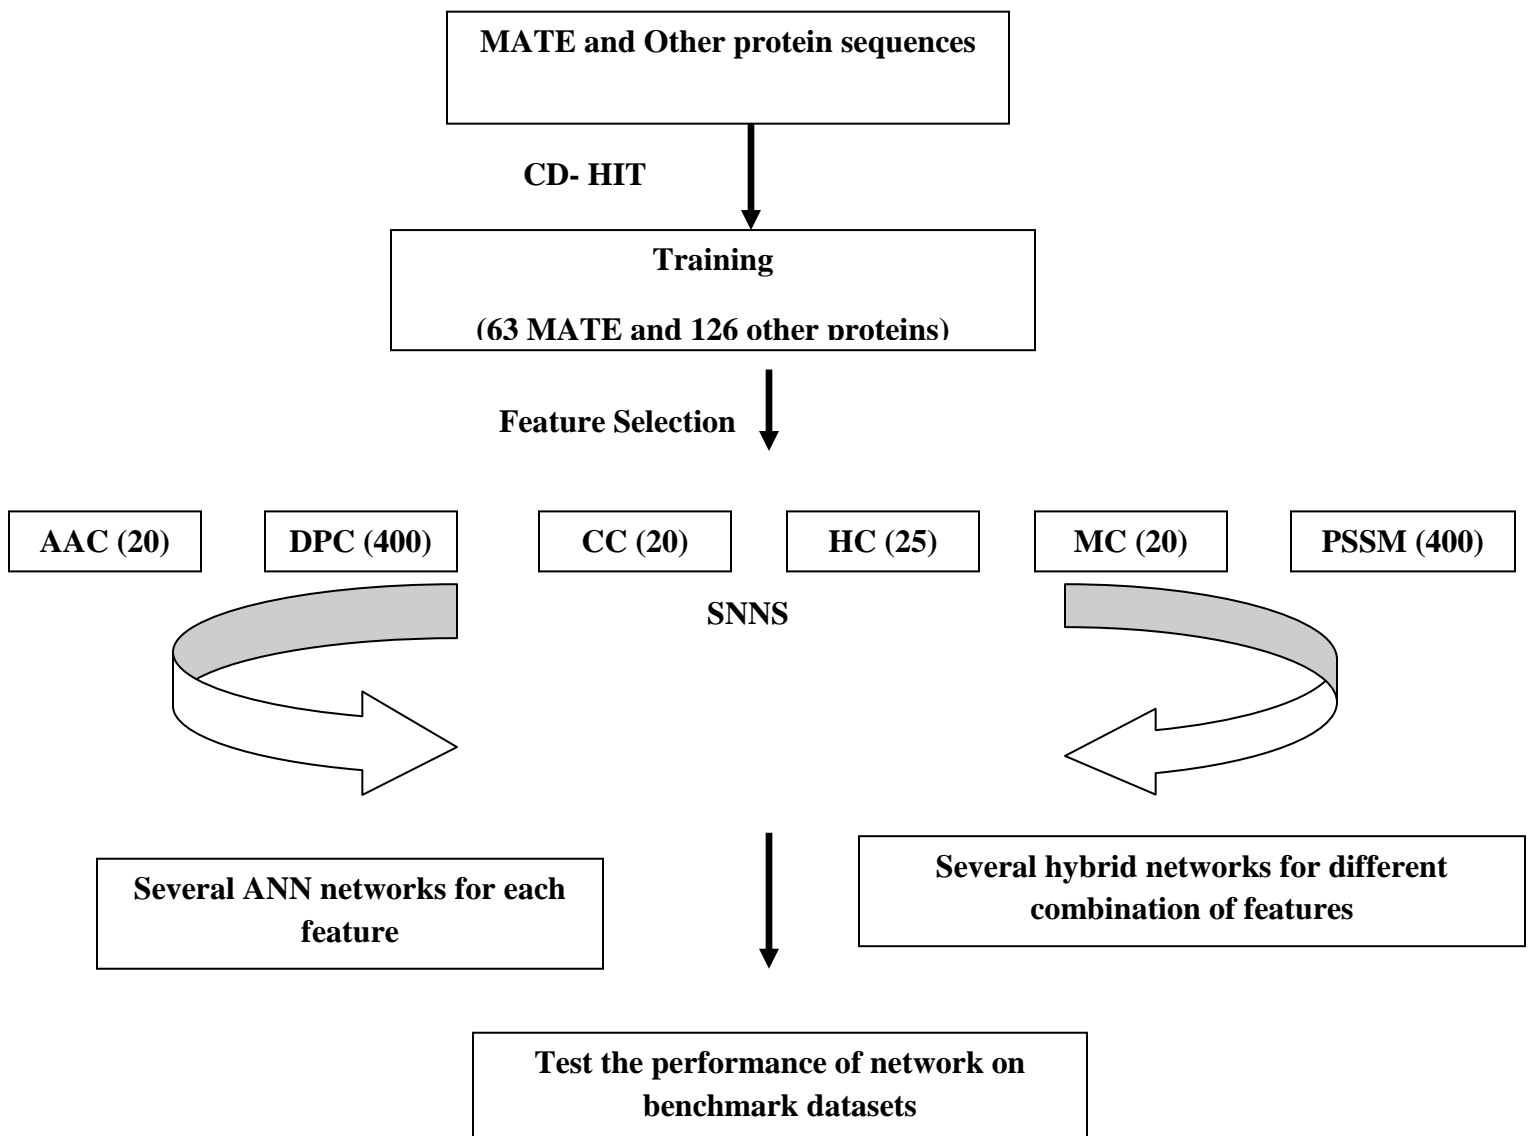 MATE and Other protein sequences
CD- HIT
Training
(63 MATE and 126 other proteins)
Feature Selection
AAC (20)
DPC (400)
CC (20)
HC (25)
MC (20)
PSSM (400)
SNNS
Several ANN networks for each
feature
Several hybrid networks for different
combination of features
Test the performance of network on
benchmark datasets